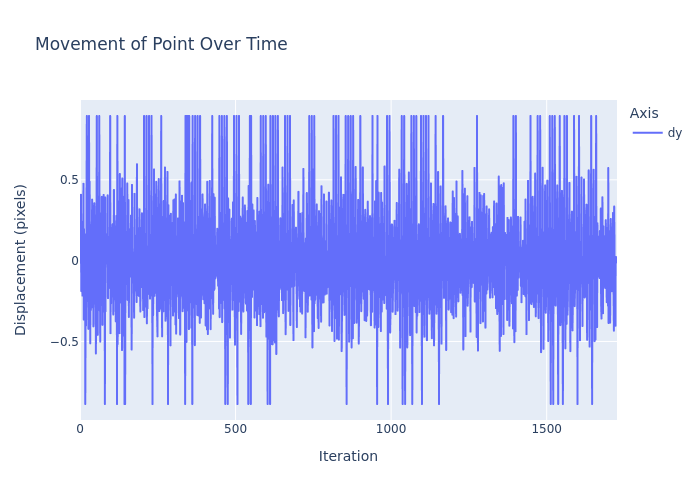 Movement of Point Over Time
Axis
dy
0.5
0
−0.5
Displacement (pixels)
0
500
1000
1500
Iteration